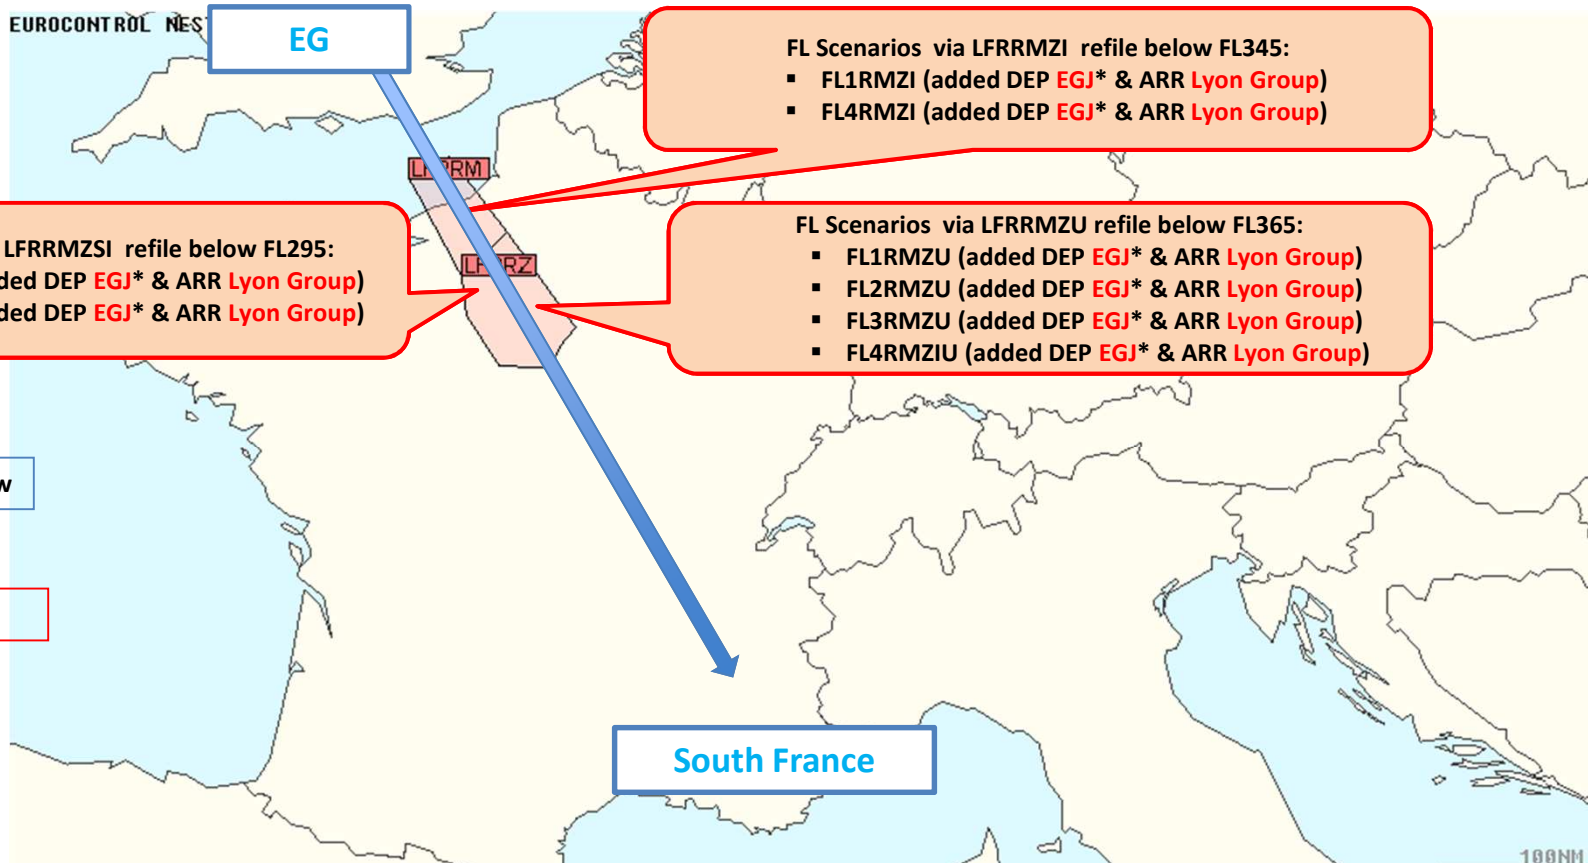 EUROCONTROL NES
EG
FL Scenarios via LFRRMZI refile below FL345:
▪ FL1RMZI (added DEP EGJ* & ARR Lyon Group)
▪ FL4RMZI (added DEP EGJ* & ARR Lyon Group)
LFRRM
LFRRMZSI refile below FL295:
ded DEP EGJ* & ARR Lyon Group)
ded DEP EGJ* & ARR Lyon Group)
LFRRZ
FL Scenarios via LFRRMZU refile below FL365:
▪ FL1RMZU (added DEP EGJ* & ARR Lyon Group)
▪ FL2RMZU (added DEP EGJ* & ARR Lyon Group)
▪ FL3RMZU (added DEP EGJ* & ARR Lyon Group)
▪ FL4RMZIU (added DEP EGJ* & ARR Lyon Group)
w
South France
100NM